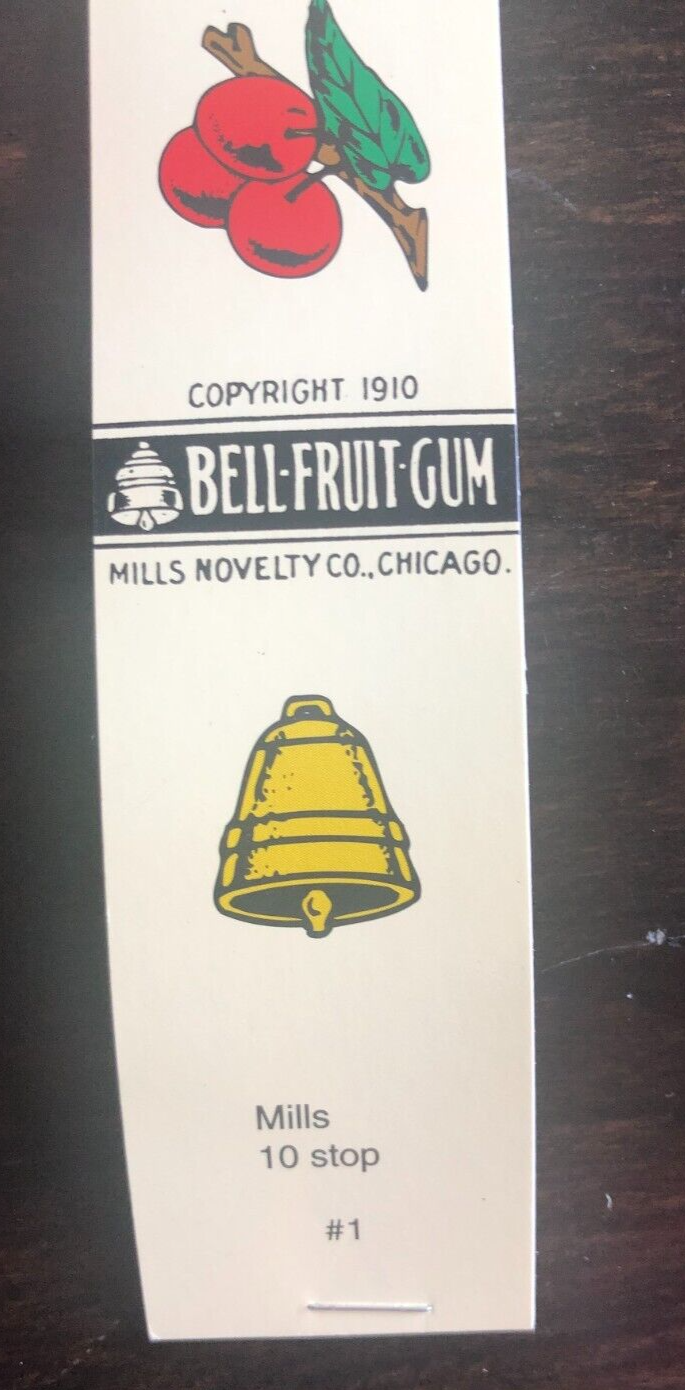 COPYRIGHT 1910
BELL-FRUIT-GUM
MILLS NOVELTY CO., CHICAGO.
Mills
10 stop
#1